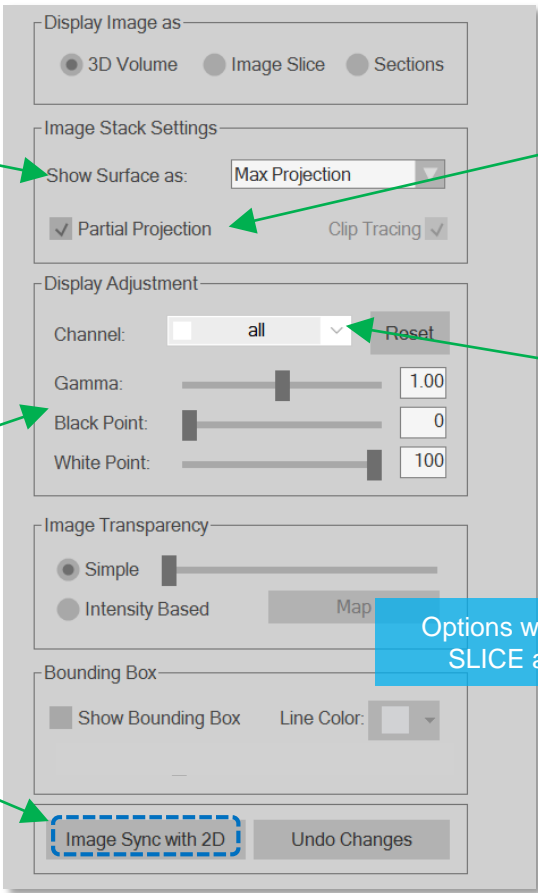 Display Image as
3D Volume Image Slice Sections
Image Stack Settings
Show Surface as: Max Projection
Partial Projection Clip Tracing
Display Adjustment
Channel: all Reset
Gamma: 1.00
Black Point: 0
White Point: 100
Image Transparency
Simple
Intensity Based Map
Options
SLICE
Bounding Box
Show Bounding Box Line Color:
Image Sync with 2D Undo Changes